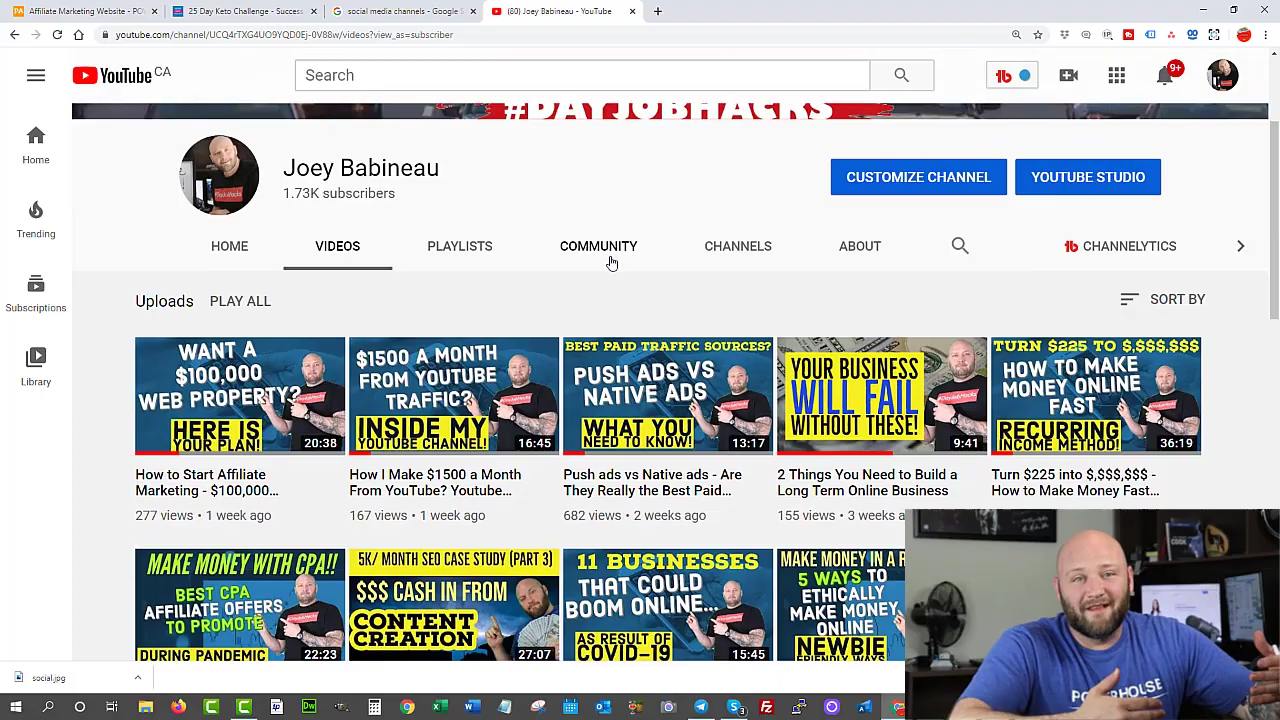 Affiliate Marketing Website - PO
25 Day Keto Challenge - Success
social media channels - Google S
(80) Joey Babineau - YouTube
youtube.com/channel/UCQ4rTXG4UO9YQD0Ej-0V88w/videos?view_as=subscriber
YouTube CA
Search
9+
#DAYJOBHACKS
Home
Trending
Subscriptions
Library
Joey Babineau
1.73K subscribers
CUSTOMIZE CHANNEL
YOUTUBE STUDIO
HOME
VIDEOS
PLAYLISTS
COMMUNITY
CHANNELS
ABOUT
CHANNELYTICS
Uploads
PLAY ALL
SORT BY
WANT A
$100,000
WEB PROPERTY?
HERE IS
YOUR PLAN!
20:38
$1500 A MONTH
FROM YOUTUBE
TRAFFIC?
INSIDE MY
YOUTUBE CHANNEL!
16:45
BEST PAID TRAFFIC SOURCES?
PUSH ADS VS
NATIVE ADS
WHAT YOU
NEED TO KNOW!
13:17
YOUR BUSINESS
WILL FAIL
WITHOUT THESE!
9:41
TURN $225 TO $,$$$,$$$
HOW TO MAKE
MONEY ONLINE
FAST
RECURRING
INCOME METHOD!
36:19
How to Start Affiliate
Marketing - $100,000...
277 views • 1 week ago
How I Make $1500 a Month
From YouTube? Youtube...
167 views • 1 week ago
Push ads vs Native ads - Are
They Really the Best Paid...
682 views • 2 weeks ago
2 Things You Need to Build a
Long Term Online Business
155 views • 3 weeks a
Turn $225 into $,$$$,$$$ -
How to Make Money Fast...
MAKE MONEY WITH CPA!!
BEST CPA
AFFILIATE OFFERS
TO PROMOTE
DURING PANDEMIC
22:23
5K/ MONTH SEO CASE STUDY (PART 3)
$$$ CASH IN FROM
CONTENT
CREATION
27:07
11 BUSINESSES
THAT COULD
BOOM ONLINE...
AS RESULT OF
COVID-19
15:45
MAKE MONEY IN A R
5 WAYS TO
ETHICALLY
MAKE MONEY
ONLINE
NEWBIE
FRIENDLY WAYS
social.jpg
POWERHOUSE